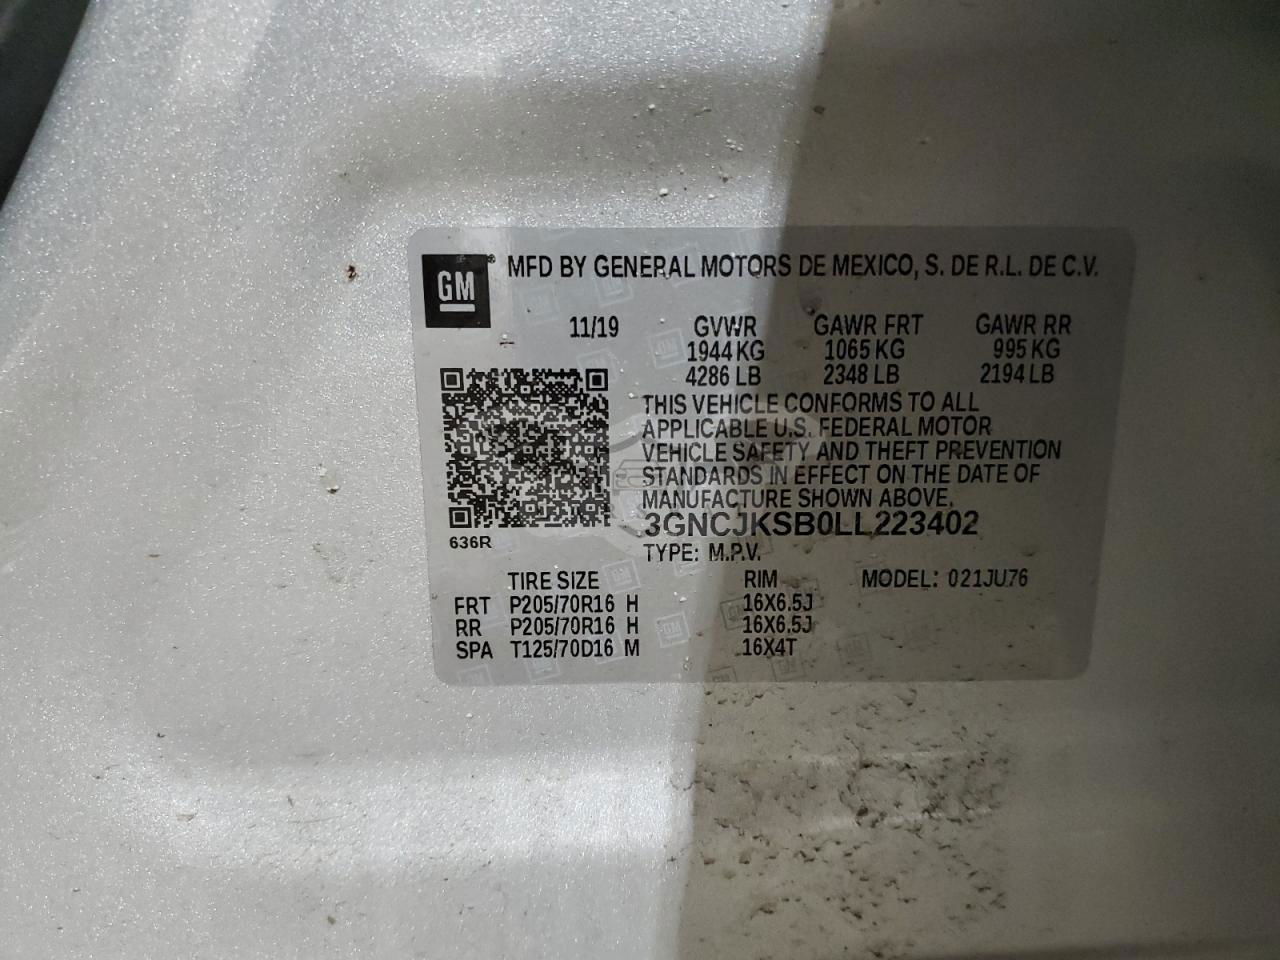 GM® MFD BY GENERAL MOTORS DE MEXICO, S. DE R.L. DE C.V.
11/19 GVWR GAWR FRT GAWR RR
1944 KG 1065 KG 995 KG
4286 LB 2348 LB 2194 LB
THIS VEHICLE CONFORMS TO ALL
APPLICABLE U.S. FEDERAL MOTOR
VEHICLE SAFETY AND THEFT PREVENTION
STANDARDS IN EFFECT ON THE DATE OF
MANUFACTURE SHOWN ABOVE.
3GNCJKSB0LL223402
636R TYPE: M.P.V.
TIRE SIZE RIM MODEL: 021JU76
FRT P205/70R16 H 16X6.5J
RR P205/70R16 H 16X6.5J
SPA T125/70D16 M 16X4T